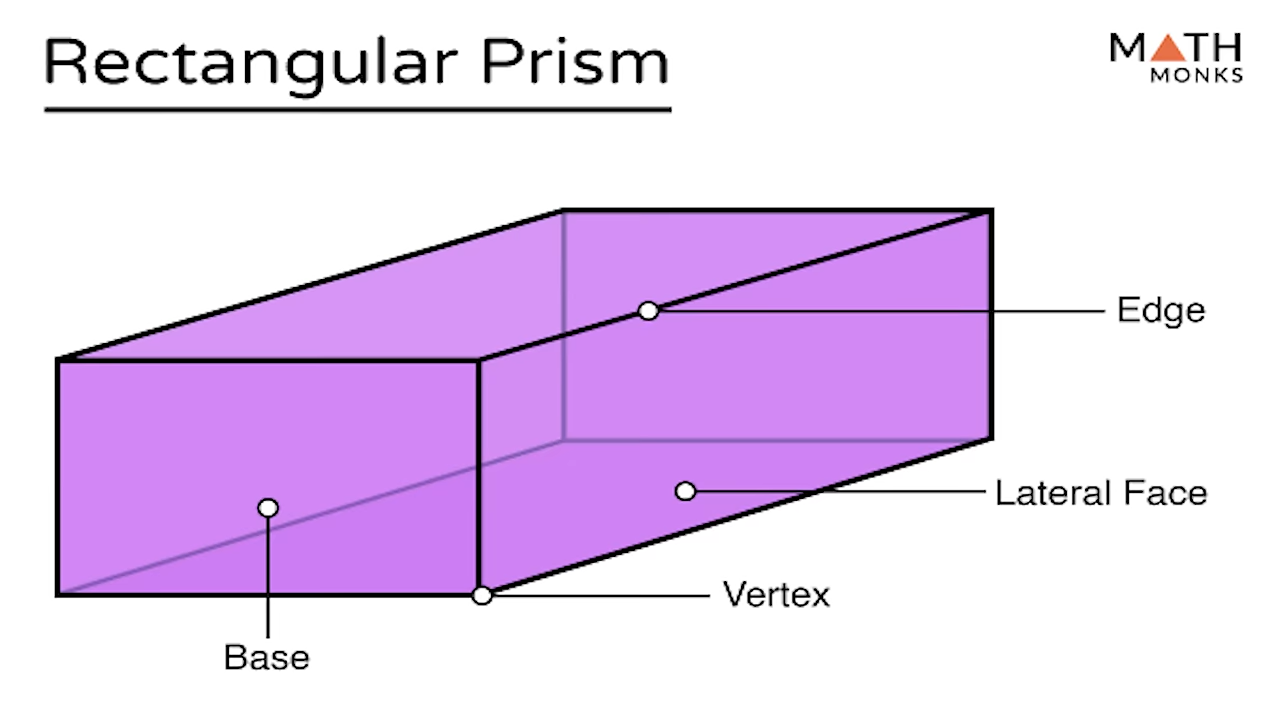 Rectangular Prism
MATH
MONKS
Edge
Lateral Face
Vertex
Base